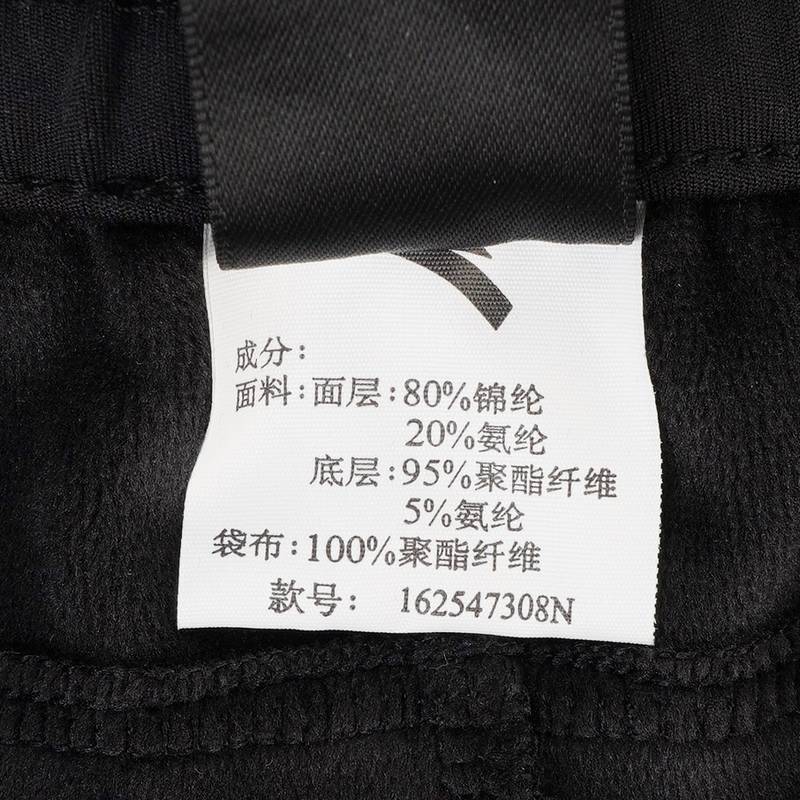 成分:
面料:面层:80%锦纶
20%氨纶
底层:95%聚酯纤维
5%氨纶
袋布:100%聚酯纤维
款号: 162547308N